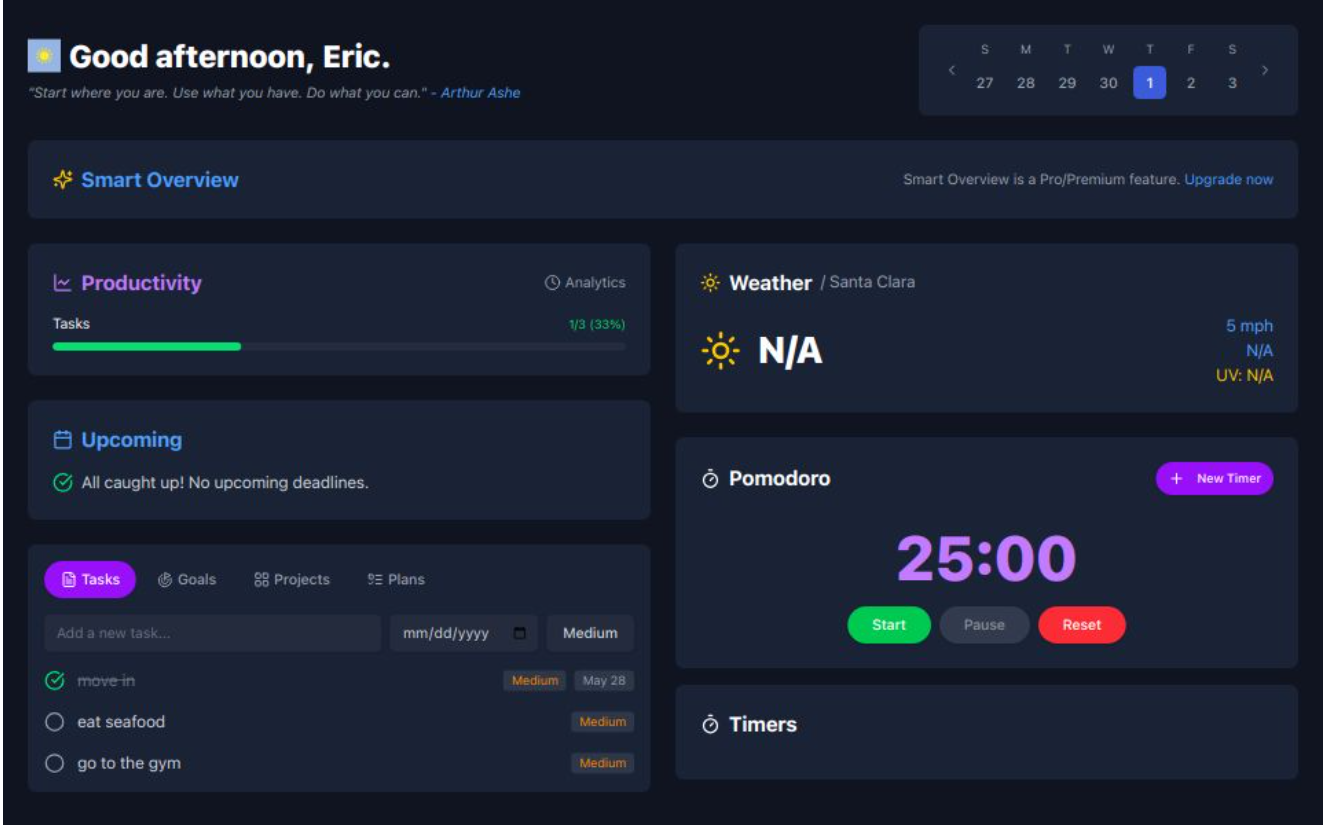 Good afternoon, Eric.
"Start where you are. Use what you have. Do what you can." - Arthur Ashe
S M T W T F S
27 28 29 30 1 2 3
Smart Overview
Smart Overview is a Pro/Premium feature. Upgrade now
Productivity
Analytics
Tasks
1/3 (33%)
Upcoming
All caught up! No upcoming deadlines.
Tasks Goals Projects Plans
Add a new task... mm/dd/yyyy Medium
move in Medium May 28
eat seafood Medium
go to the gym Medium
Weather / Santa Clara
N/A
5 mph
N/A
UV: N/A
Pomodoro
+ New Timer
25:00
Start Pause Reset
Timers